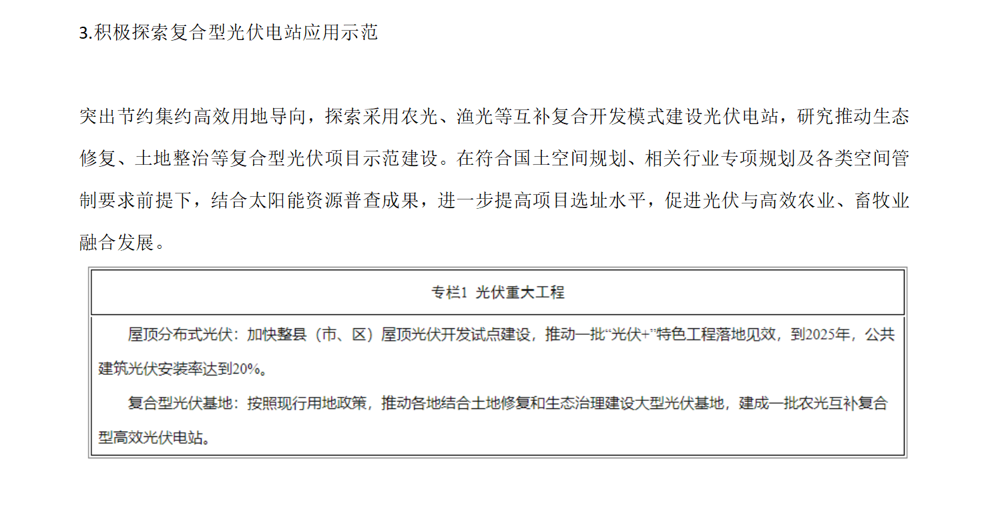 3.积极探索复合型光伏电站应用示范
突出节约集约高效用地导向，探索采用农光、渔光等互补复合开发模式建设光伏电站，研究推动生态
修复、土地整治等复合型光伏项目示范建设。在符合国土空间规划、相关行业专项规划及各类空间管
制要求前提下，结合太阳能资源普查成果，进一步提高项目选址水平，促进光伏与高效农业、畜牧业
融合发展。
专栏1 光伏重大工程
屋顶分布式光伏：加快整县（市、区）屋顶光伏开发试点建设，推动一批“光伏+”特色工程落地见效，到2025年，公共
建筑光伏安装率达到20%。
复合型光伏基地：按照现行用地政策，推动各地结合土地修复和生态治理建设大型光伏基地，建成一批农光互补复合
型高效光伏电站。